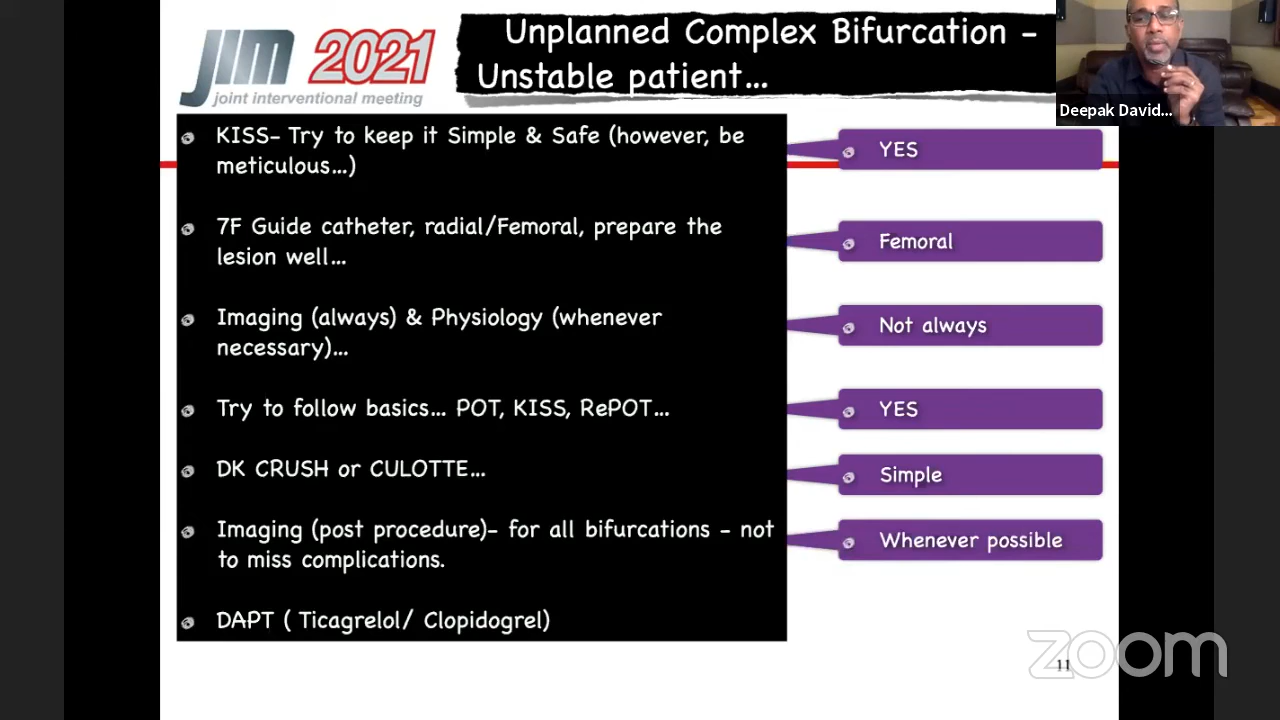 jim 2021
joint interventional meeting
Unplanned Complex Bifurcation –
Unstable patient...
Deepak David...
KISS– Try to keep it Simple & Safe (however, be
meticulous...)
YES
7F Guide catheter, radial/Femoral, prepare the
lesion well...
Femoral
Imaging (always) & Physiology (whenever
necessary)...
Not always
Try to follow basics... POT, KISS, RePOT...
YES
DK CRUSH or CULOTTE...
Simple
Imaging (post procedure)– for all bifurcations – not
to miss complications.
Whenever possible
DAPT ( Ticagrelol/ Clopidogrel)
11
zoom